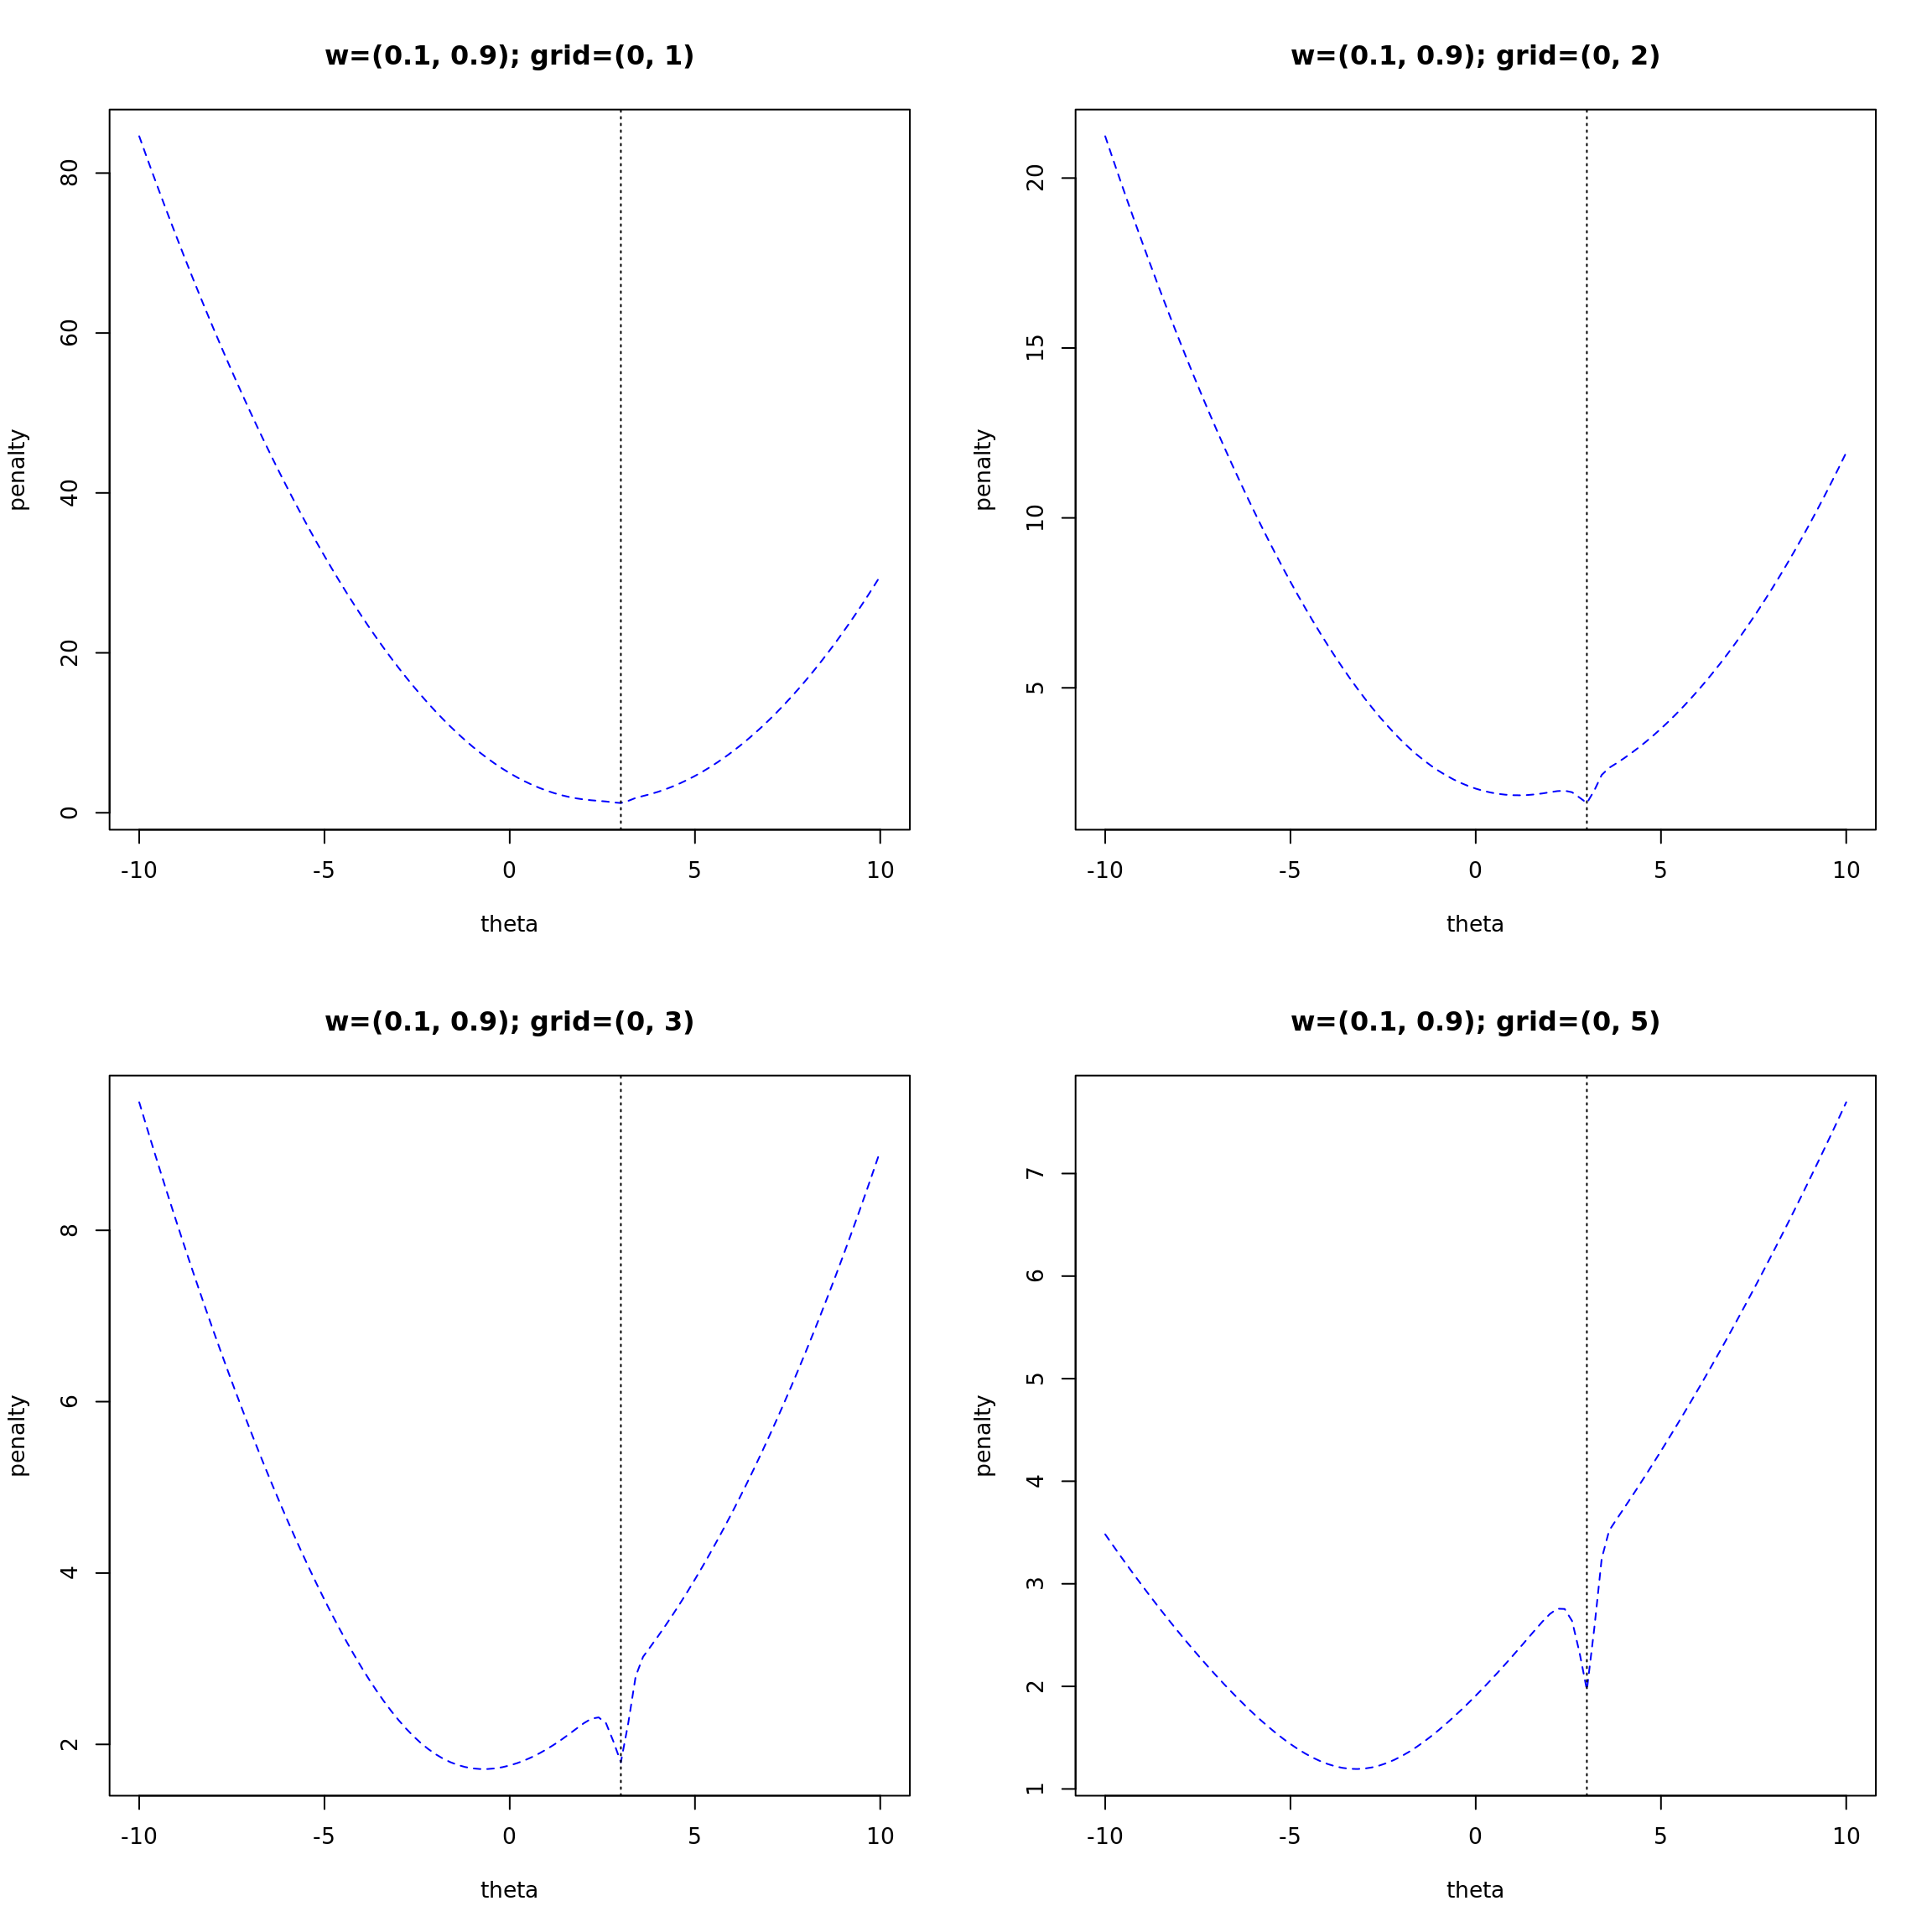 w=(0.1, 0.9); grid=(0, 1)
penalty
80
60
40
20
0
-10 -5 0 5 10
theta
w=(0.1, 0.9); grid=(0, 2)
penalty
20
15
10
5
-10 -5 0 5 10
theta
w=(0.1, 0.9); grid=(0, 3)
penalty
8
6
4
2
-10 -5 0 5 10
theta
w=(0.1, 0.9); grid=(0, 5)
penalty
7
6
5
4
3
2
1
-10 -5 0 5 10
theta